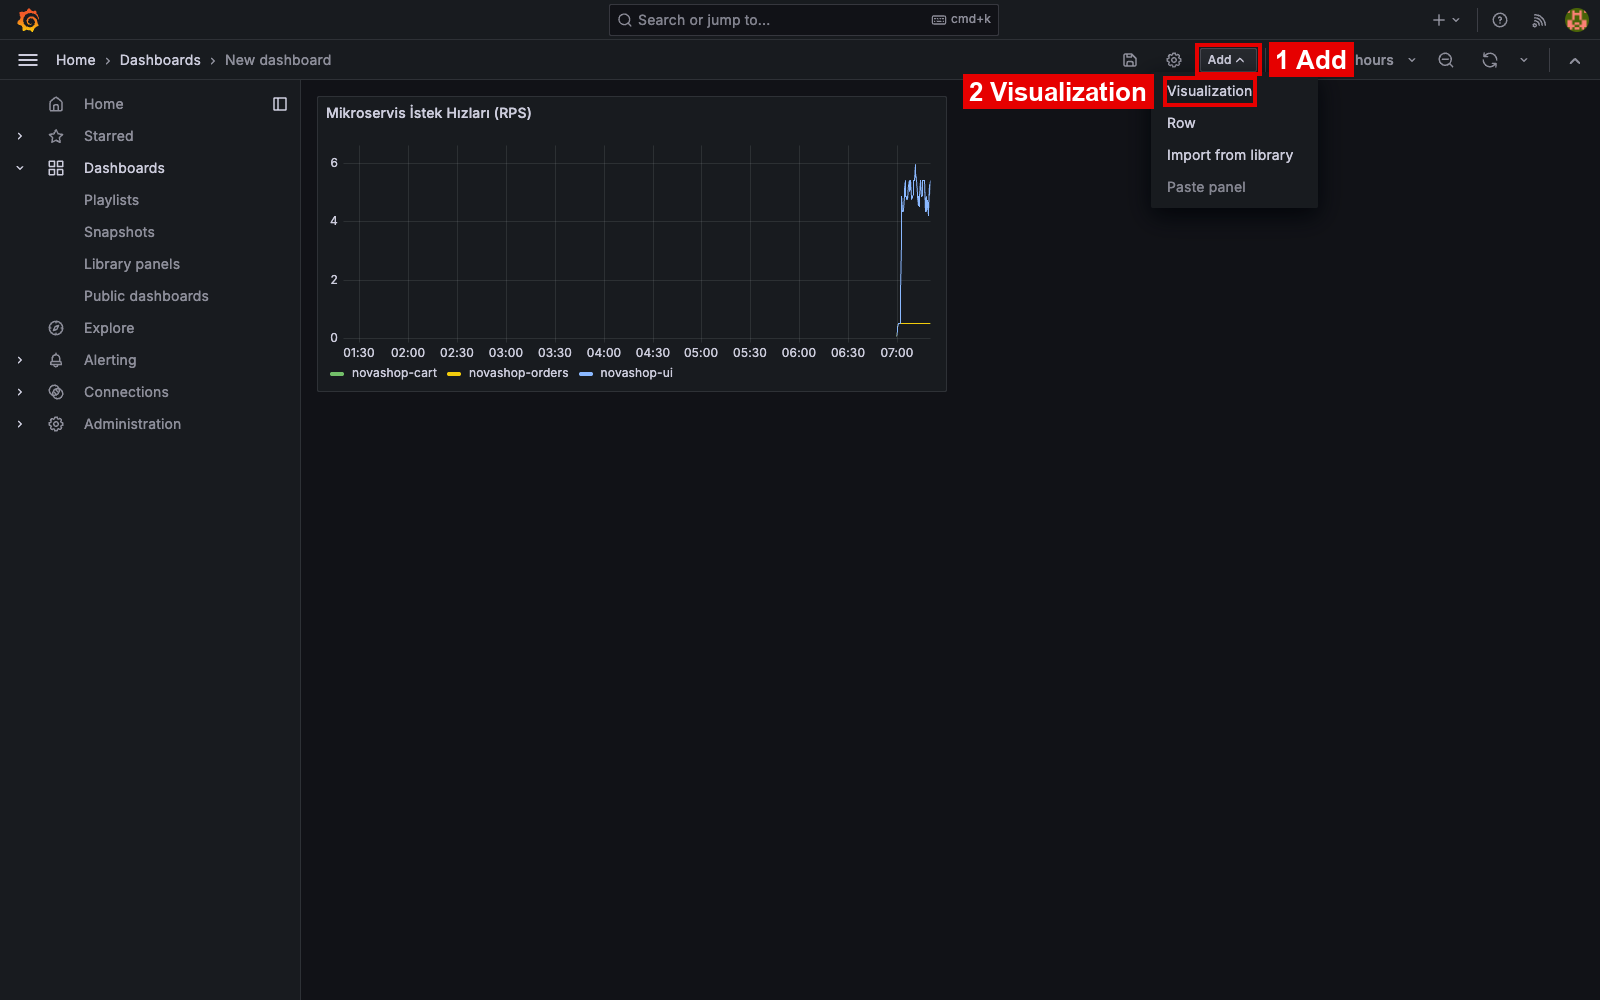 Search or jump to...
cmd+k
Home
Dashboards
New dashboard
Add
1 Add
hours
2 Visualization
Visualization
Row
Import from library
Paste panel
Home
Starred
Dashboards
Playlists
Snapshots
Library panels
Public dashboards
Explore
Alerting
Connections
Administration
Mikroservis İstek Hızları (RPS)
6
4
2
0
01:30 02:00 02:30 03:00 03:30 04:00 04:30 05:00 05:30 06:00 06:30 07:00
novashop-cart novashop-orders novashop-ui